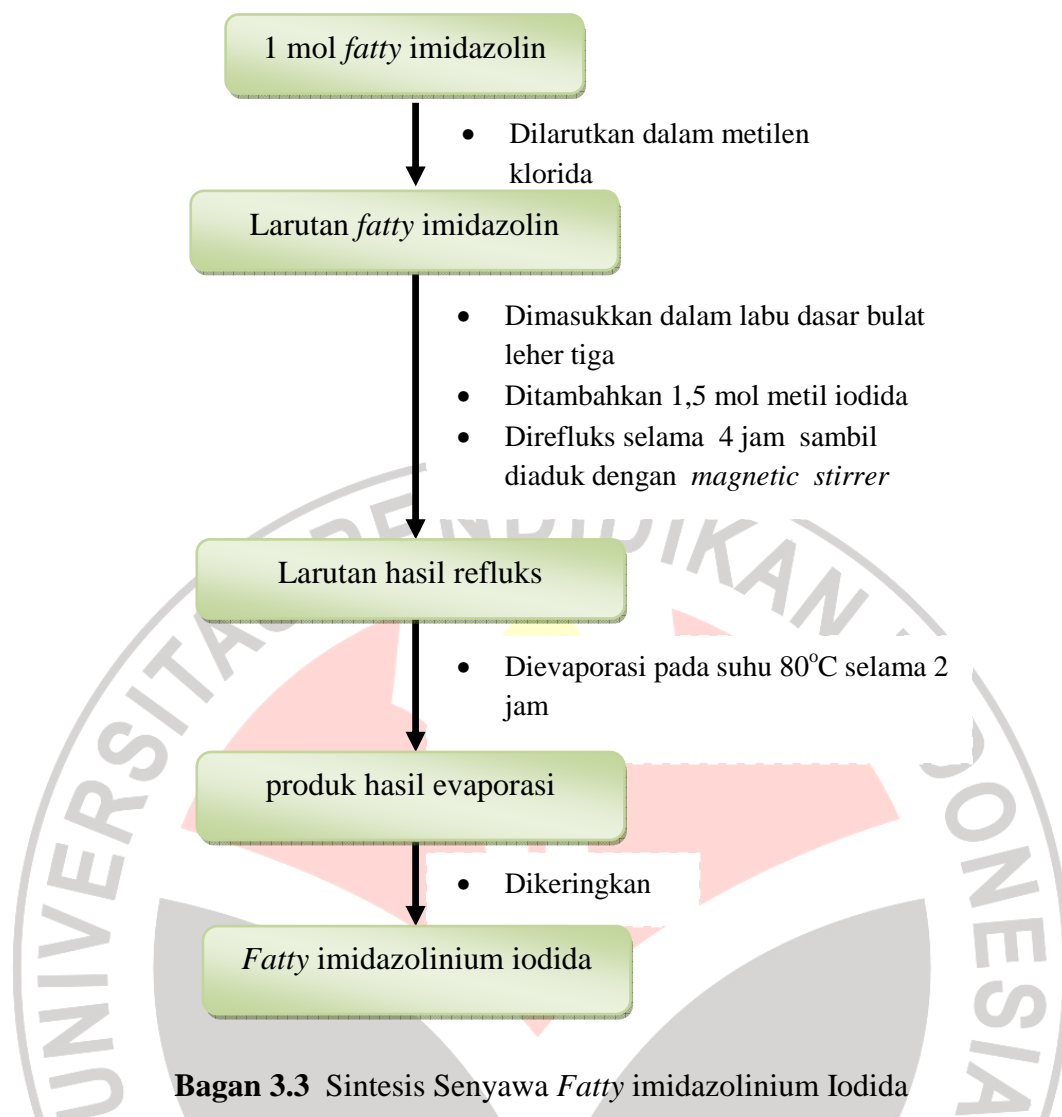 1 mol fatty imidazolin
• Dilarutkan dalam metilen
klorida
Larutan fatty imidazolin
• Dimasukkan dalam labu dasar bulat
leher tiga
• Ditambahkan 1,5 mol metil iodida
• Direfluks selama 4 jam sambil
diaduk dengan magnetic stirrer
Larutan hasil refluks
• Dievaporasi pada suhu 80°C selama 2
jam
produk hasil evaporasi
• Dikeringkan
Fatty imidazolinium iodida
Bagan 3.3 Sintesis Senyawa Fatty imidazolinium Iodida